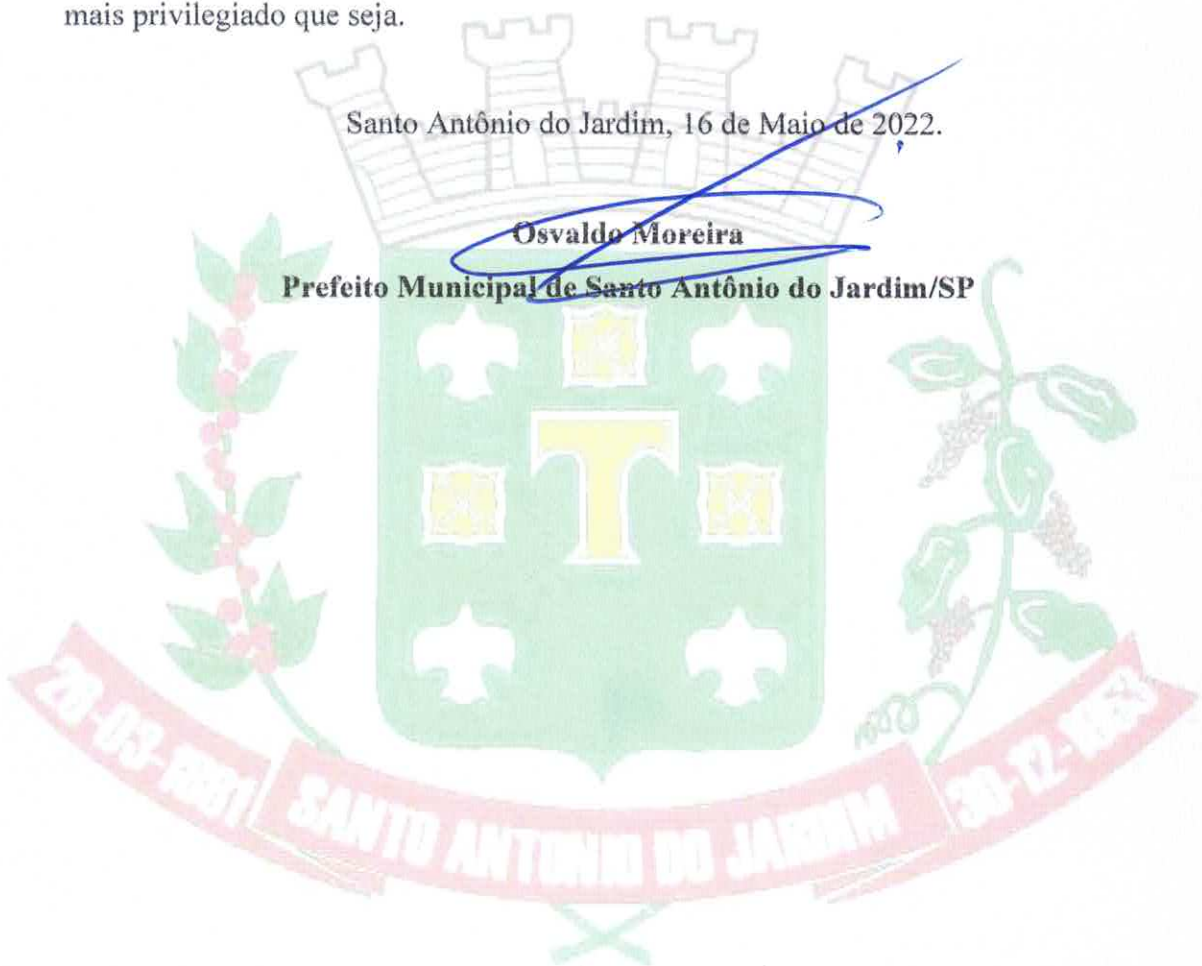 mais privilegiado que seja.
Santo Antônio do Jardim, 16 de Maio de 2022.
Osvaldo Moreira
Prefeito Municipal de Santo Antônio do Jardim/SP
SANTO ANTONIO DO JARDIM